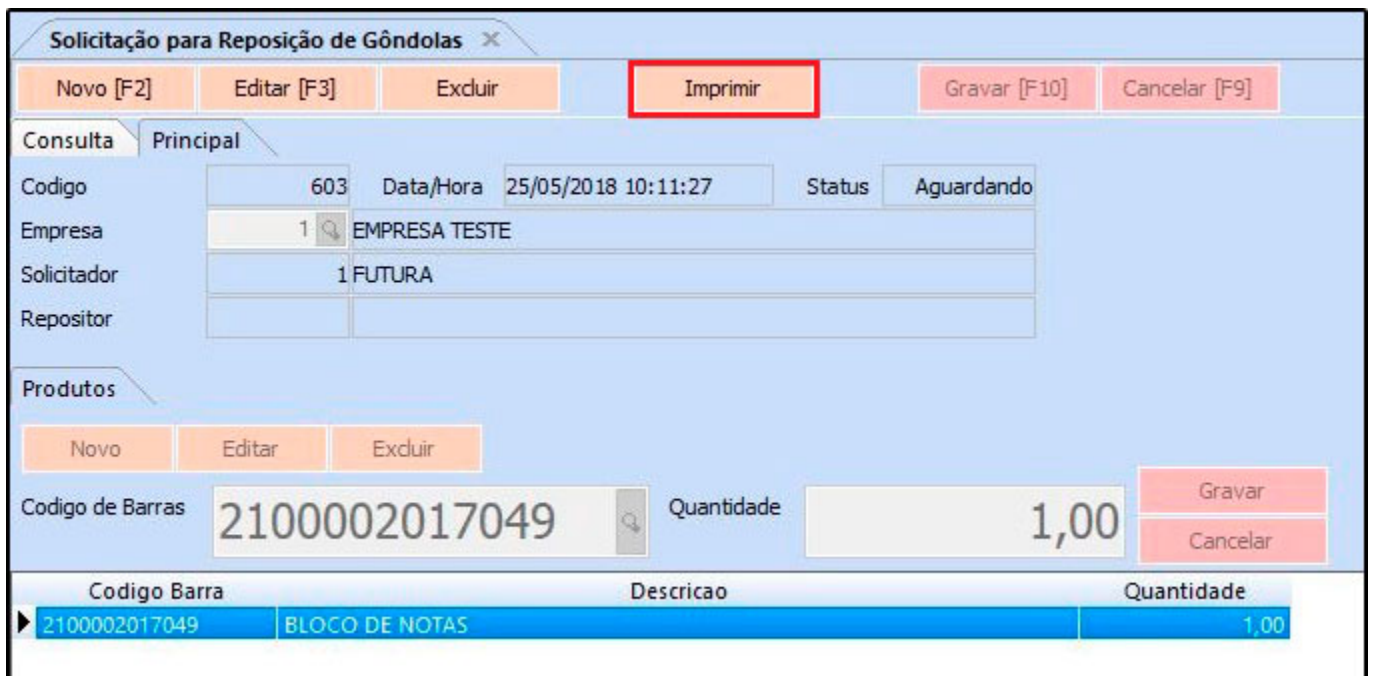 Solicitação para Reposição de Gôndolas
Novo [F2] Editar [F3] Excluir Imprimir Gravar [F10] Cancelar [F9]
Consulta Principal
Codigo 603 Data/Hora 25/05/2018 10:11:27 Status Aguardando
Empresa 1 EMPRESA TESTE
Solicitador 1 FUTURA
Repositor
Produtos
Novo Editar Excluir
Codigo de Barras 2100002017049 Quantidade 1,00 Gravar
Cancelar
Codigo Barra Descricao Quantidade
2100002017049 BLOCO DE NOTAS 1,00